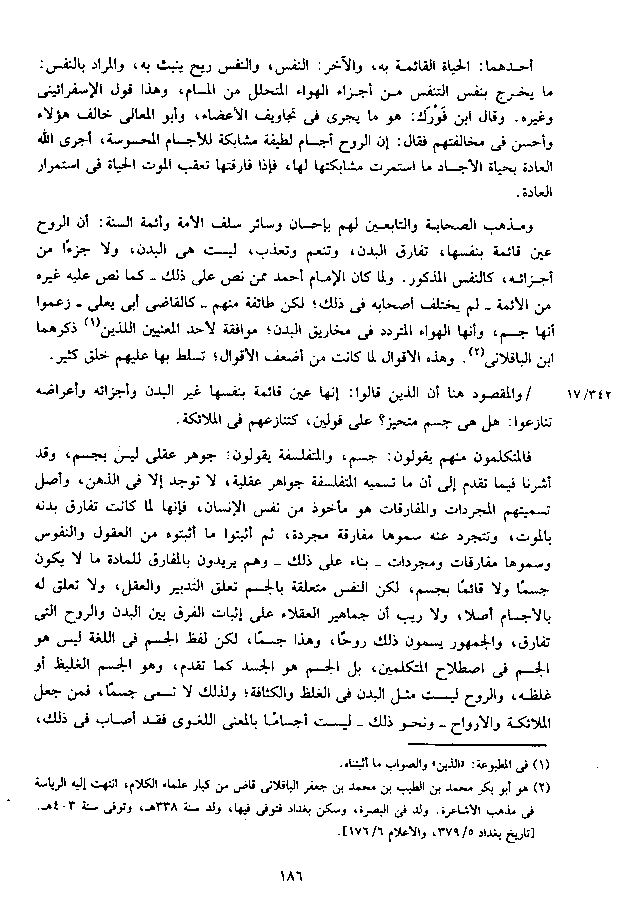 أحدهما: الحياة القائمة به، والآخر: النفس، والنفس ريح ينبث به، والمراد بالنفس:
ما يخرج بنفس التنفس من أجزاء الهواء المتحلل من المسام، وهذا قول الإسفرائينى
وغيره. وقال ابن فُوْرَك: هو ما يجرى فى تجاويف الأعضاء، وأبو المعالى خالف هؤلاء
وأحسن فى مخالفتهم فقال: إن الروح أجسام لطيفة مشابكة للأجسام المحسوسة، أجرى الله
العادة بحياة الأجساد ما استمرت مشابكتها لها، فإذا فارقتها تعقب الموت الحياة فى استمرار
العادة.
ومذهب الصحابة والتابعين لهم بإحسان وسائر سلف الأمة وأئمة السنة: أن الروح
عين قائمة بنفسها، تفارق البدن، وتنعم وتعذب، ليست هى البدن، ولا جزءًا من
أجزائه، كالنفس المذكور. ولما كان الإمام أحمد ممن نص على ذلك ـ كما نص عليه غيره
من الأئمة ـ لم يختلف أصحابه فى ذلك؛ لكن طائفة منهم ـ كالقاضى أبى يعلى ـ زعموا
أنها جسم، وأنها الهواء المتردد فى مخاريق البدن؛ موافقة لأحد المعنيين اللذين(١) ذكرهما
ابن الباقلانى(٢). وهذه الأقوال لما كانت من أضعف الأقوال؛ تسلط بها عليهم خلق كثير.
١٧/٣٤٢ / والمقصود هنا أن الذين قالوا: إنها عين قائمة بنفسها غير البدن وأجزائه وأعراضه
تنازعوا: هل هى جسم متحيز؟ على قولين، كتنازعهم فى الملائكة.
فالمتكلمون منهم يقولون: جسم، والمتفلسفة يقولون: جوهر عقلى ليس بجسم، وقد
أشرنا فيما تقدم إلى أن ما تسميه المتفلسفة جواهر عقلية، لا توجد إلا فى الذهن، وأصل
تسميتهم المجردات والمفارقات هو مأخوذ من نفس الإنسان، فإنها لما كانت تفارق بدنه
بالموت، وتتجرد عنه سموها مفارقة مجردة، ثم أثبتوا ما أثبتوه من العقول والنفوس
وسموها مفارقات ومجردات ـ بناء على ذلك ـ وهم يريدون بالمفارق للمادة ما لا يكون
جسمًا ولا قائمًا بجسم، لكن النفس متعلقة بالجسم تعلق التدبير والعقل، ولا تعلق له
بالأجسام أصلا، ولا ريب أن جماهير العقلاء على إثبات الفرق بين البدن والروح التى
تفارق، والجمهور يسمون ذلك روحًا، وهذا جسمًا، لكن لفظ الجسم فى اللغة ليس هو
الجسم فى اصطلاح المتكلمين، بل الجسم هو الجسد كما تقدم، وهو الجسم الغليظ أو
غلظه، والروح ليست مثل البدن فى الغلظ والكثافة؛ ولذلك لا تسمى جسمًا، فمن جعل
الملائكة والأرواح ـ ونحو ذلك ـ ليست أجسامًا بالمعنى اللغوى فقد أصاب فى ذلك،
(١) فى المطبوعة: «الذين» والصواب ما أثبتناه.
(٢) هو أبو بكر محمد بن الطيب بن محمد بن جعفر الباقلانى قاض من كبار علماء الكلام، انتهت إليه الرياسة
فى مذهب الأشاعرة. ولد فى البصرة، وسكن بغداد فتوفى فيها، ولد سنة ٣٣٨هـ، وتوفى سنة ٤٠٣هـ.
[تاريخ بغداد ٣٧٩/٥، والأعلام ١٧٦/٦].
١٨٦